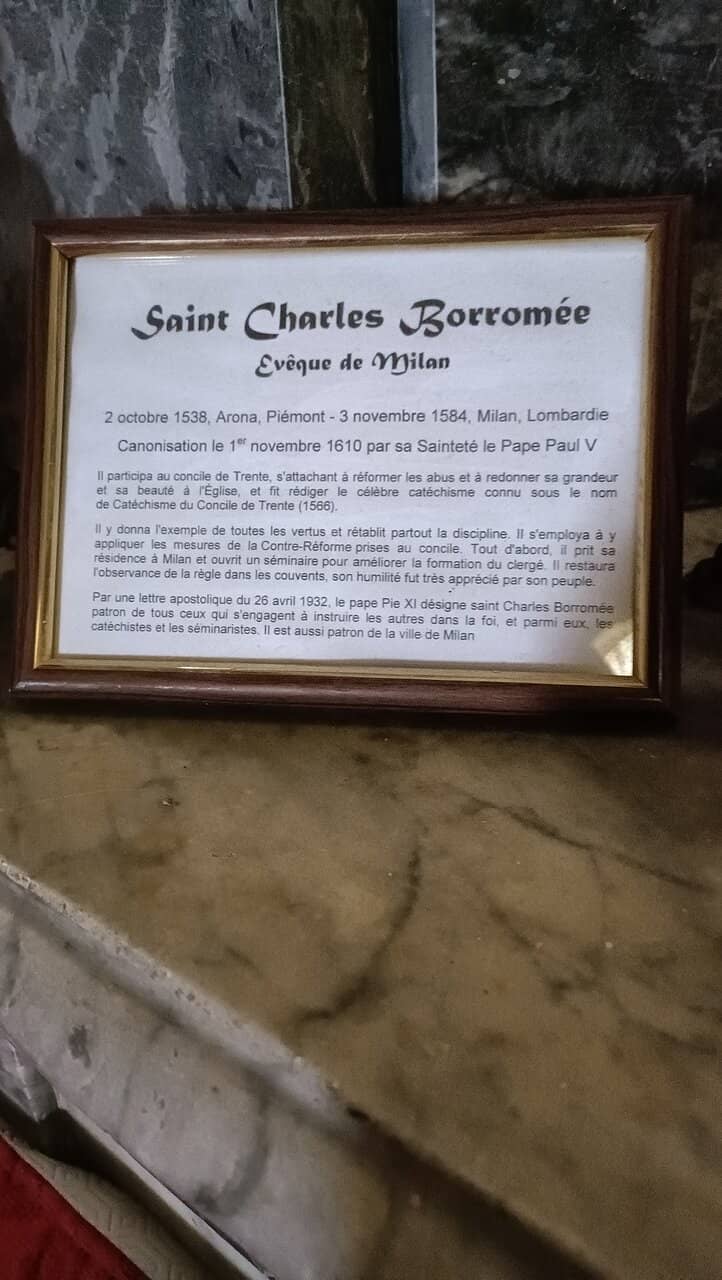 Saint Charles Borromée
Evêque de Milan
2 octobre 1538, Arona, Piémont - 3 novembre 1584, Milan, Lombardie
Canonisation le 1er novembre 1610 par sa Sainteté le Pape Paul V
Il participa au concile de Trente, s'attachant à réformer les abus et à redonner sa grandeur
et sa beauté à l'Église, et fit rédiger le célèbre catéchisme connu sous le nom
de Catéchisme du Concile de Trente (1566).
Il y donna l'exemple de toutes les vertus et rétablit partout la discipline. Il s'employa à y
appliquer les mesures de la Contre-Réforme prises au concile. Tout d'abord, il prit sa
résidence à Milan et ouvrit un séminaire pour améliorer la formation du clergé. Il restaura
l'observance de la règle dans les couvents, son humilité fut très apprécié par son peuple.
Par une lettre apostolique du 26 avril 1932, le pape Pie XI désigne saint Charles Borromée
patron de tous ceux qui s'engagent à instruire les autres dans la foi, et parmi eux, les
catéchistes et les séminaristes. Il est aussi patron de la ville de Milan